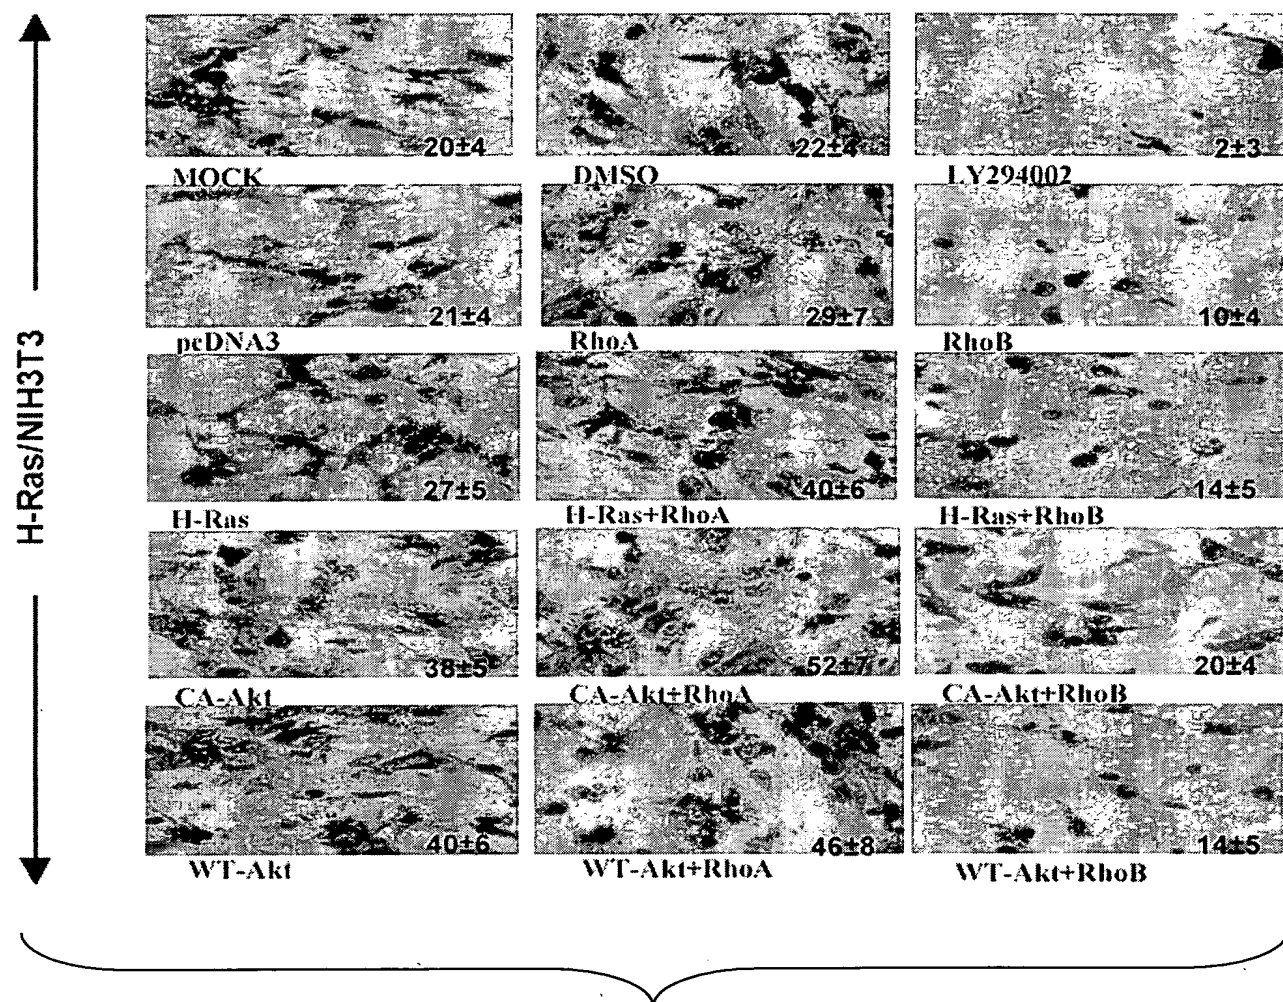 H-Ras/NIH3T3
20±4 22±4 2±3
MOCK DMSO LY294002
21±4 29±7 10±4
pcDNA3 RhoA RhoB
27±5 40±6 14±5
H-Ras H-Ras+RhoA H-Ras+RhoB
38±5 52±7 20±4
CA-Akt CA-Akt+RhoA CA-Akt+RhoB
40±6 46±8 14±5
WT-Akt WT-Akt+RhoA WT-Akt+RhoB